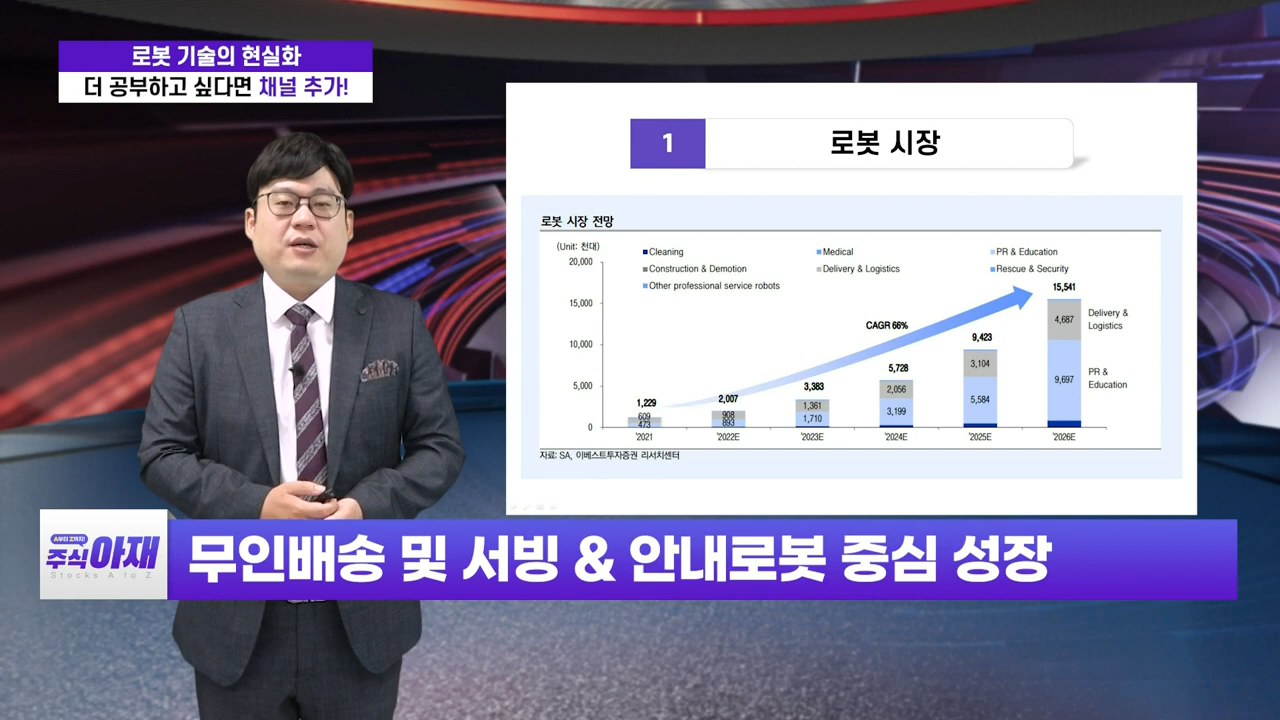 로봇 기술의 현실화
더 공부하고 싶다면 채널 추가!
1 로봇 시장
로봇 시장 전망
(Unit: 천대)
Cleaning Medical PR & Education
Construction & Demotion Delivery & Logistics Rescue & Security
Other professional service robots
20,000
15,000
10,000
5,000
0
CAGR 66%
1,229
609
473
2,007
908
893
3,383
1,361
1,710
5,728
2,056
3,199
9,423
3,104
5,584
15,541
4,687
9,697
Delivery &
Logistics
PR &
Education
'2021 '2022E '2023E '2024E '2025E '2026E
자료: SA, 이베스트투자증권 리서치센터
A부터 Z까지!
주식아재
Stocks A to Z
무인배송 및 서빙 & 안내로봇 중심 성장